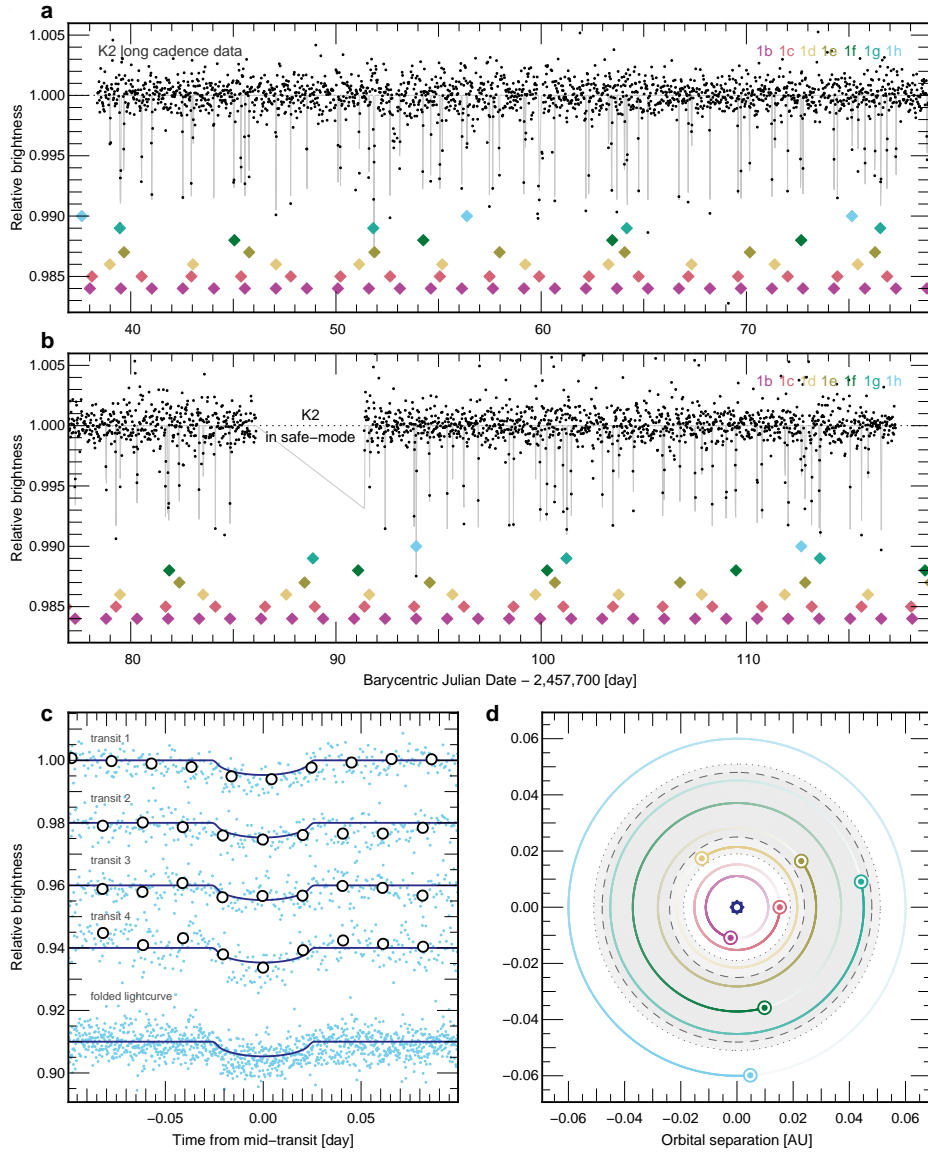 a
K2 long cadence data
1b 1c 1d 1e 1f 1g 1h
1.005
1.000
0.995
0.990
0.985
Relative brightness
40 50 60 70
b
1b 1c 1d 1e 1f 1g 1h
1.005
1.000
0.995
0.990
0.985
Relative brightness
K2
in safe−mode
80 90 100 110
Barycentric Julian Date − 2,457,700 [day]
c
transit 1
transit 2
transit 3
transit 4
folded lightcurve
1.00
0.98
0.96
0.94
0.92
0.90
Relative brightness
−0.05 0.00 0.05
Time from mid−transit [day]
d
0.06
0.04
0.02
0.00
−0.02
−0.04
−0.06
−0.06 −0.04 −0.02 0.00 0.02 0.04 0.06
Orbital separation [AU]